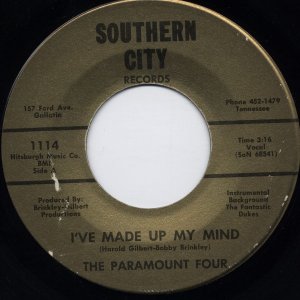 SOUTHERN
CITY
RECORDS
157 Ford Ave.
Gallatin
Phone 452-1479
Tennessee
1114
Hitsburgh Music Co.
BMI
Side A
Time 3:16
Vocal
(SoN 68541)
Produced By:
Brinkley-Gilbert
Productions
Instrumental
Background
The Fantastic
Dukes
I'VE MADE UP MY MIND
(Harold Gilbert-Bobby Brinkley)
THE PARAMOUNT FOUR